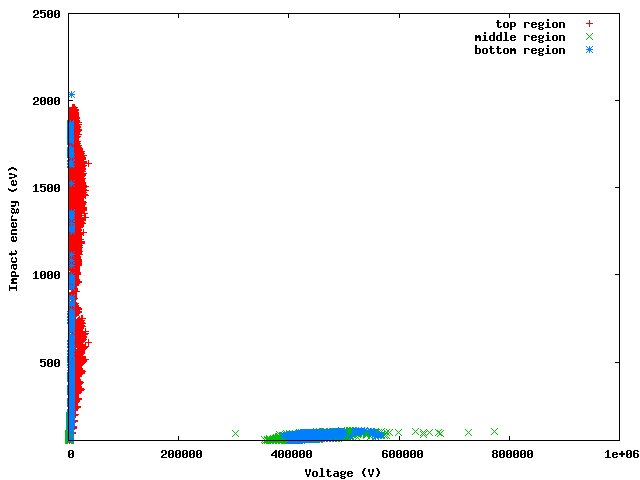 2500
top region
middle region
bottom region
2000
1500
1000
500
Impact energy (eV)
0 200000 400000 600000 800000 1e+06
Voltage (V)